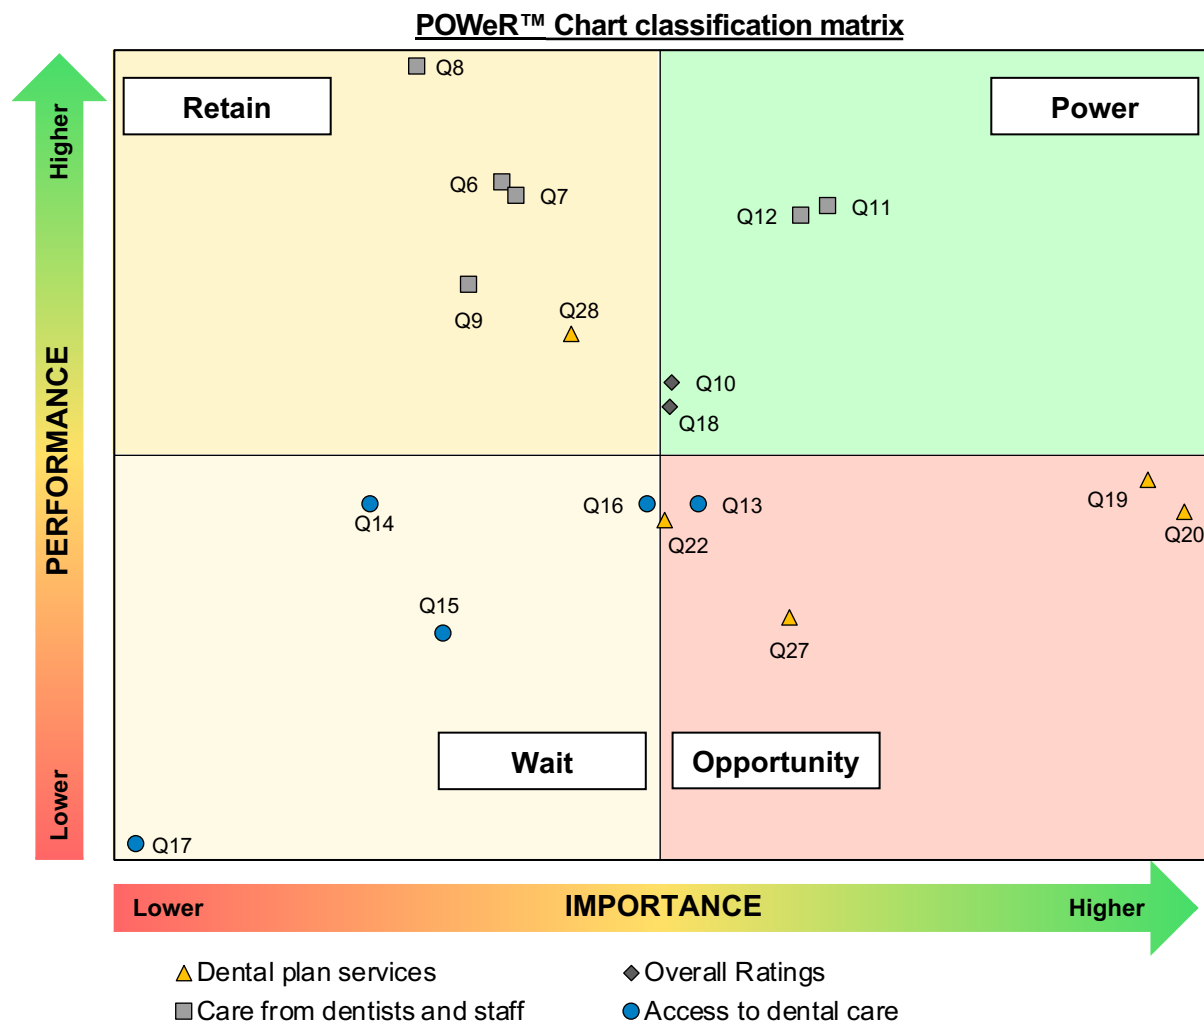 POWeR™ Chart classification matrix
Higher
PERFORMANCE
Lower
Retain
Power
Q8
Q6
Q7
Q12
Q11
Q9
Q28
Q10
Q18
Q14
Q16
Q13
Q22
Q19
Q20
Q15
Q27
Wait
Opportunity
Q17
Lower
IMPORTANCE
Higher
Dental plan services
Overall Ratings
Care from dentists and staff
Access to dental care